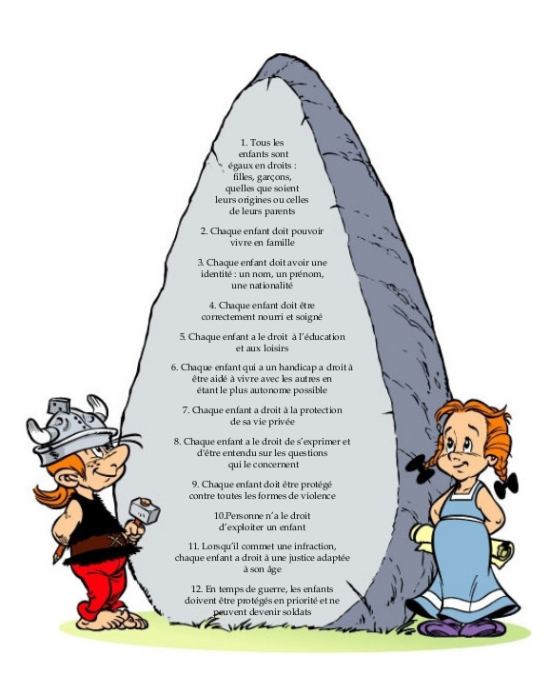 1. Tous les
enfants sont
égaux en droits :
filles, garçons,
quelles que soient
leurs origines ou celles
de leurs parents
2. Chaque enfant doit pouvoir
vivre en famille
3. Chaque enfant doit avoir une
identité : un nom, un prénom,
une nationalité
4. Chaque enfant doit être
correctement nourri et soigné
5. Chaque enfant a le droit à l'éducation
et aux loisirs
6. Chaque enfant qui a un handicap a droit à
être aidé à vivre avec les autres en
étant le plus autonome possible
7. Chaque enfant a droit à la protection
de sa vie privée
8. Chaque enfant a le droit de s'exprimer et
d'être entendu sur les questions
qui le concernent
9. Chaque enfant doit être protégé
contre toutes les formes de violence
10.Personne n'a le droit
d'exploiter un enfant
11. Lorsqu'il commet une infraction,
chaque enfant a droit à une justice adaptée
à son âge
12. En temps de guerre, les enfants
doivent être protégés en priorité et ne
peuvent devenir soldats